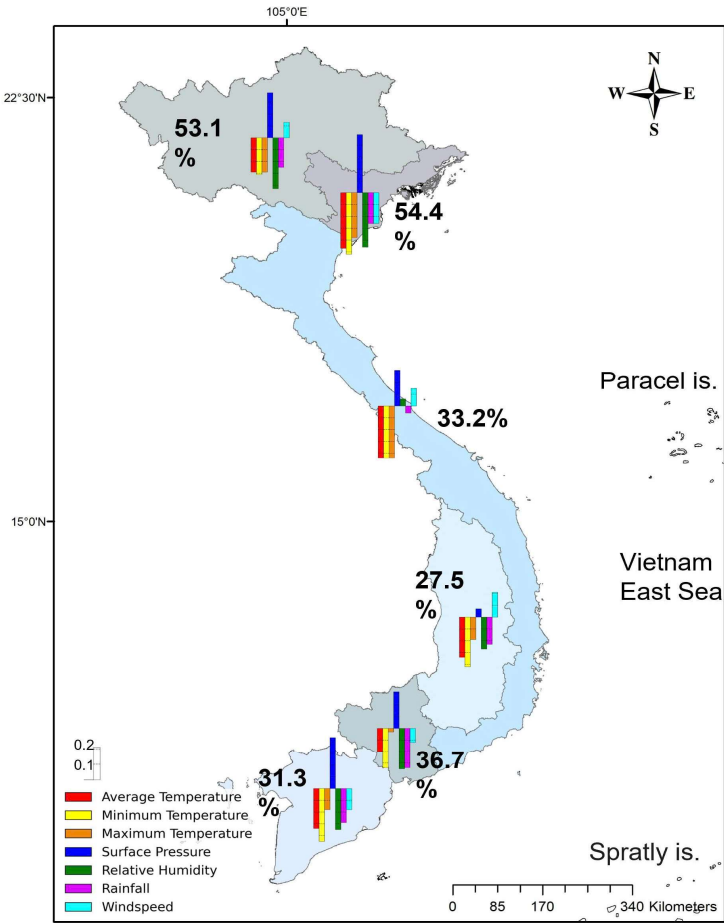 105°0'E
22°30'N
N
W E
S
53.1
%
54.4
%
Paracel is.
33.2%
15°0'N
Vietnam
East Sea
27.5
%
36.7
%
31.3
%
0.2
0.1
Average Temperature
Minimum Temperature
Maximum Temperature
Surface Pressure
Relative Humidity
Rainfall
Windspeed
Spratly is.
0 85 170 340 Kilometers